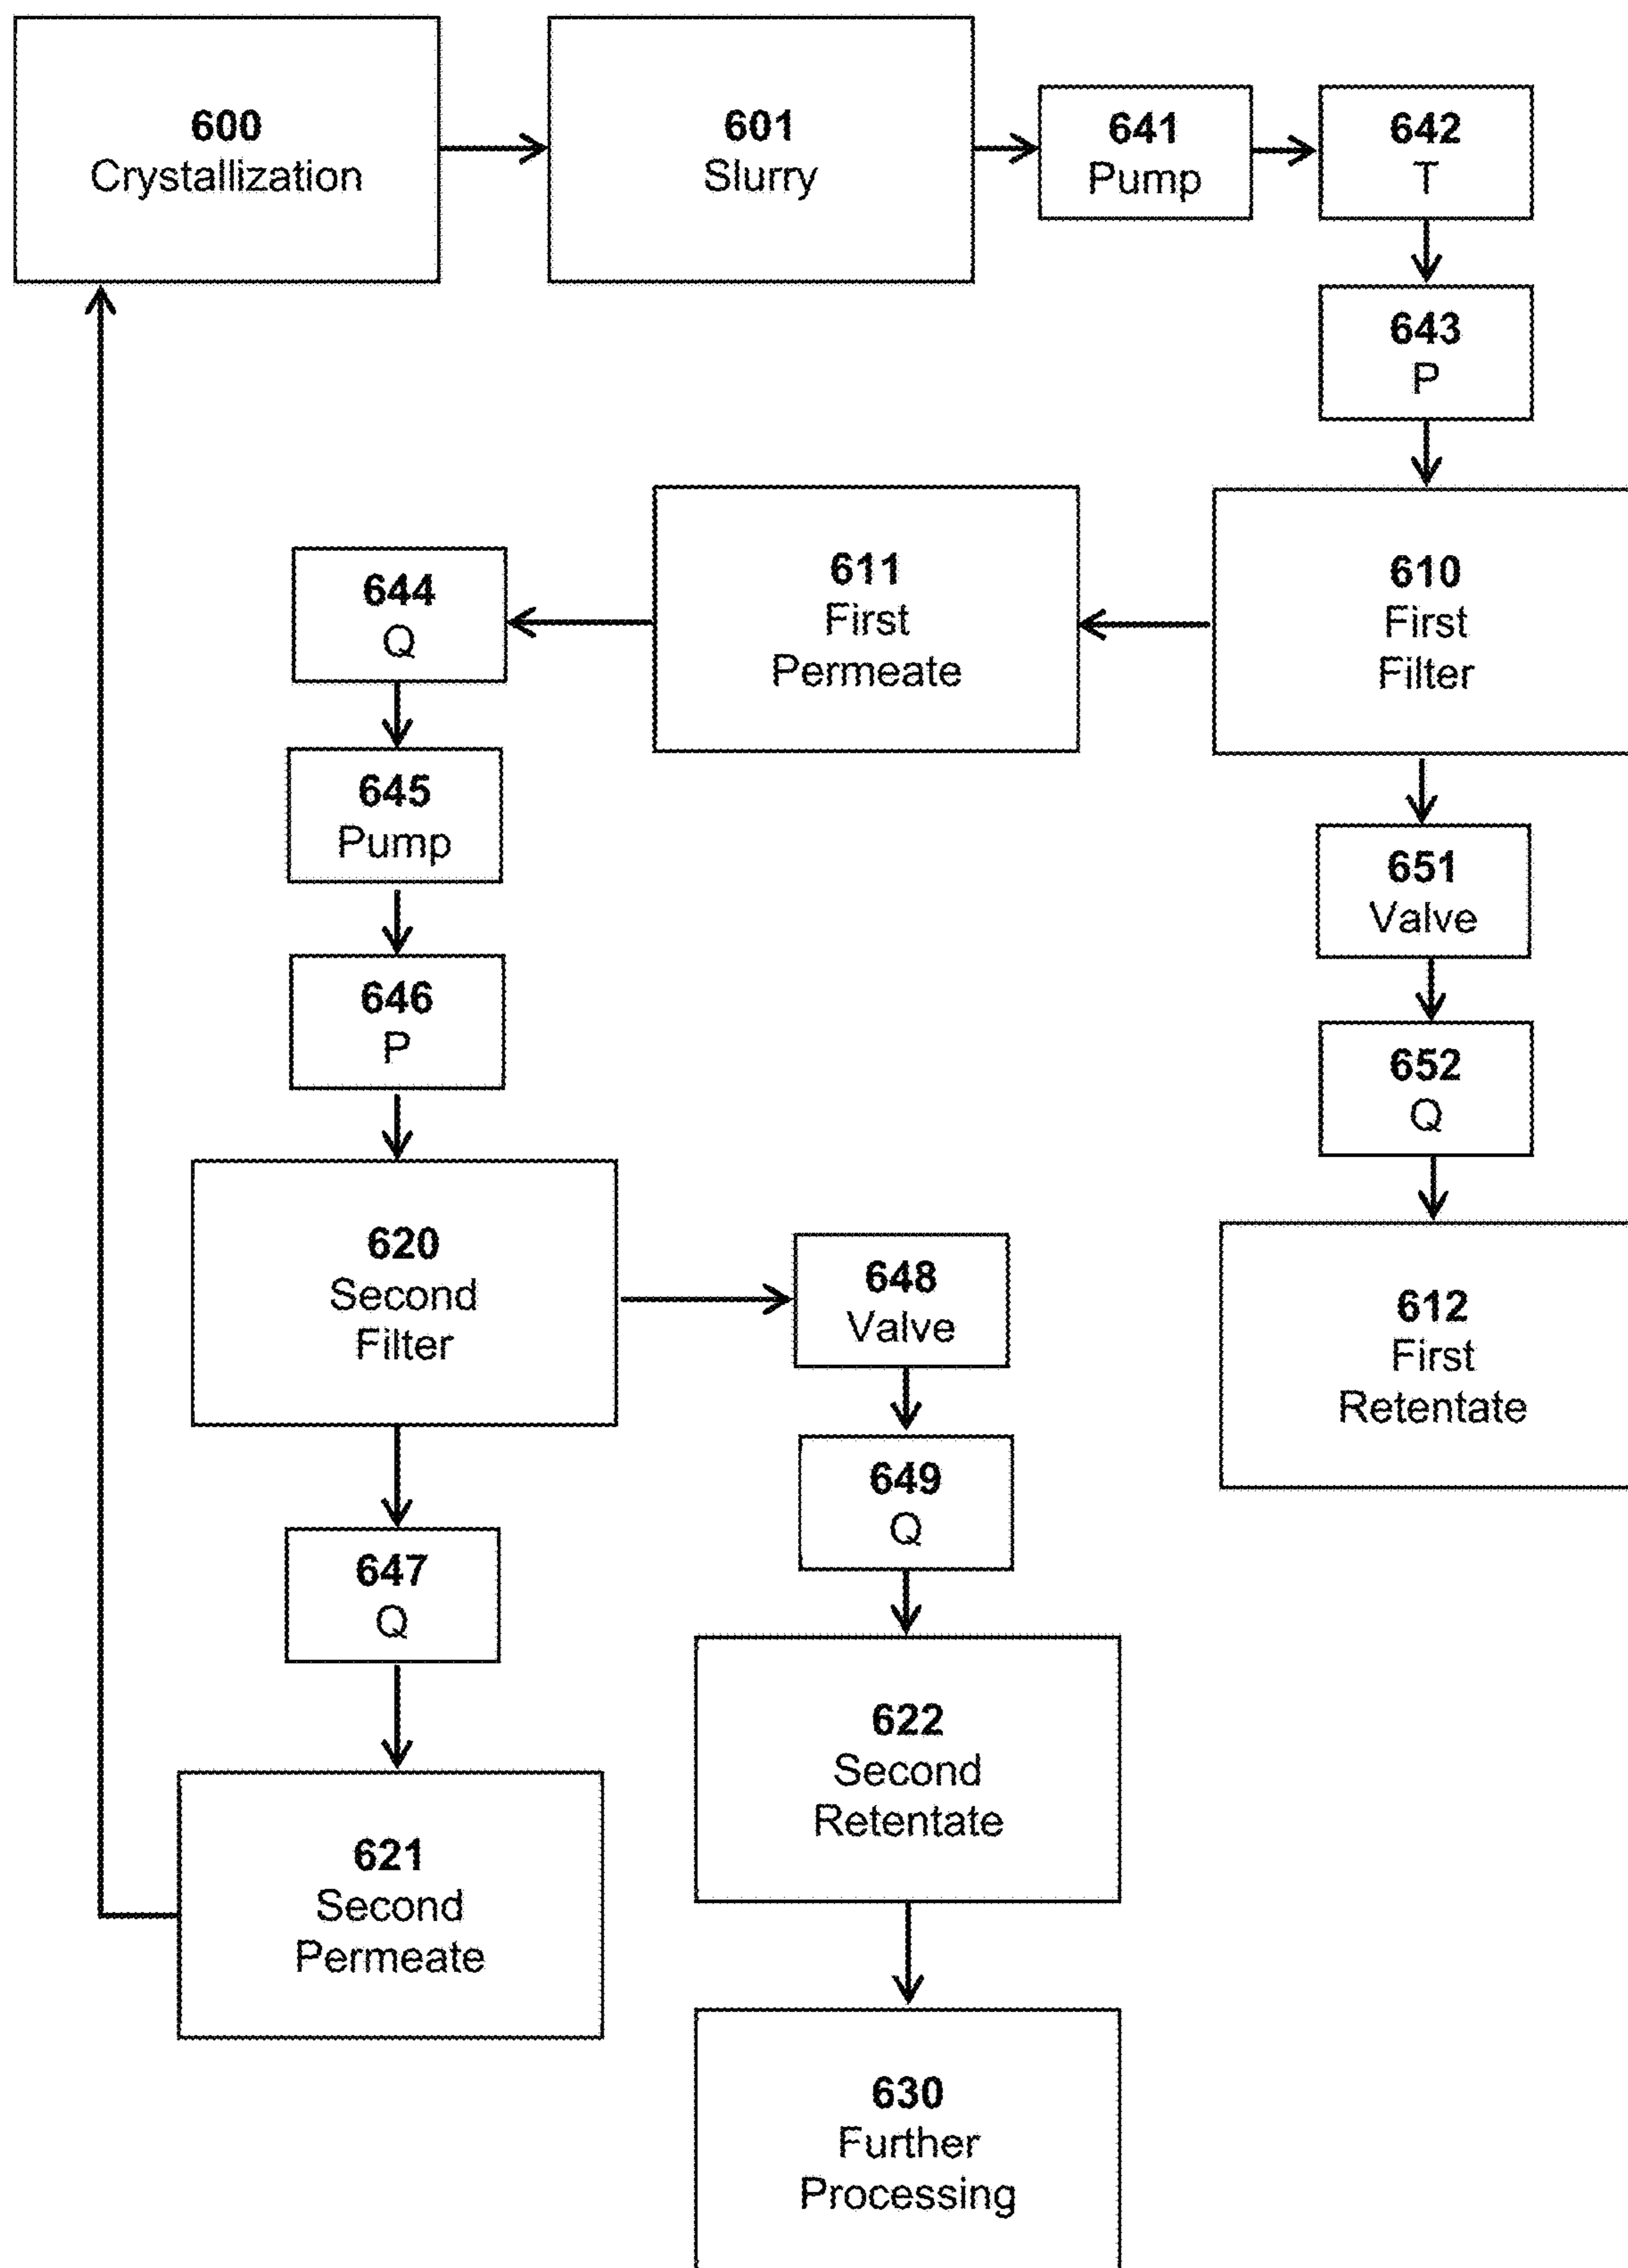 600
Crystallization
601
Slurry
641
Pump
642
T
643
P
610
First
Filter
611
First
Permeate
644
Q
645
Pump
646
P
651
Valve
652
Q
612
First
Retentate
620
Second
Filter
648
Valve
649
Q
647
Q
622
Second
Retentate
621
Second
Permeate
630
Further
Processing